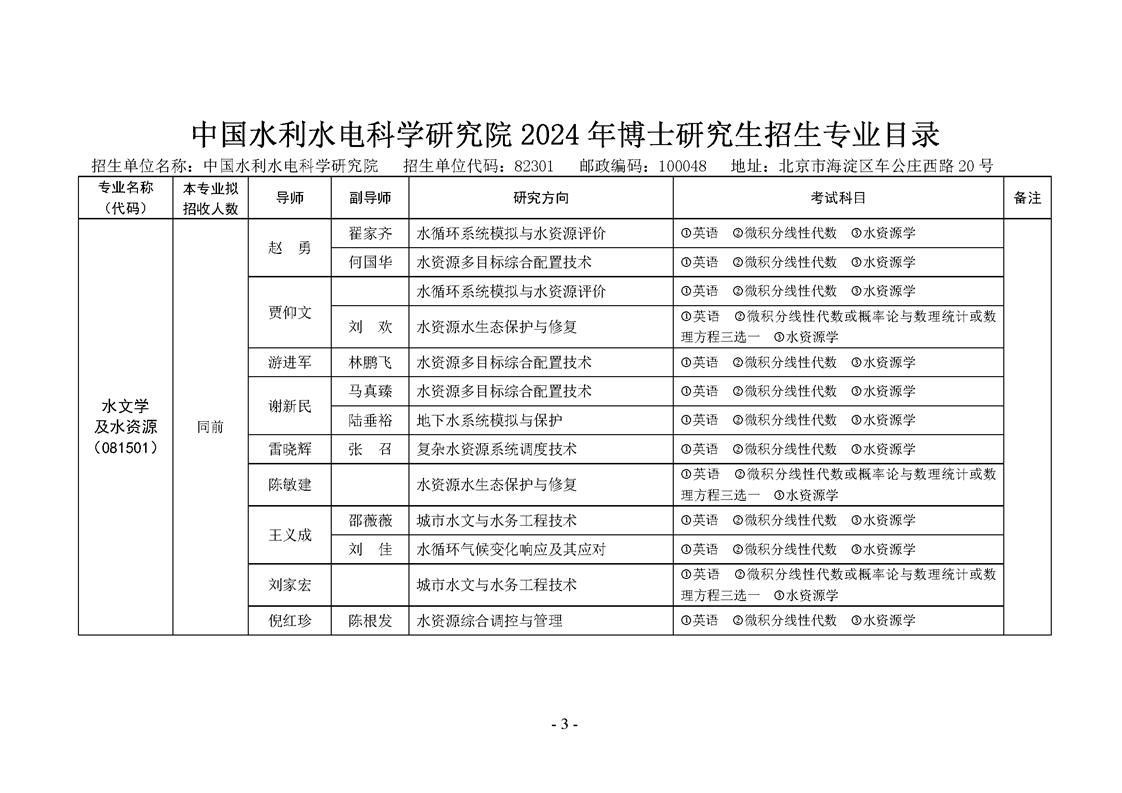 中国水利水电科学研究院 2024 年博士研究生招生专业目录
招生单位名称：中国水利水电科学研究院 招生单位代码：82301 邮政编码：100048 地址：北京市海淀区车公庄西路 20 号
专业名称（代码） 本专业拟招收人数 导师 副导师 研究方向 考试科目 备注
水文学
及水资源
（081501）
同前
赵 勇 翟家齐 水循环系统模拟与水资源评价 ①英语 ②微积分线性代数 ③水资源学
何国华 水资源多目标综合配置技术 ①英语 ②微积分线性代数 ③水资源学
贾仰文 水循环系统模拟与水资源评价 ①英语 ②微积分线性代数 ③水资源学
刘 欢 水资源水生态保护与修复 ①英语 ②微积分线性代数或概率论与数理统计或数
理方程三选一 ③水资源学
游进军 林鹏飞 水资源多目标综合配置技术 ①英语 ②微积分线性代数 ③水资源学
谢新民 马真臻 水资源多目标综合配置技术 ①英语 ②微积分线性代数 ③水资源学
陆垂裕 地下水系统模拟与保护 ①英语 ②微积分线性代数 ③水资源学
雷晓辉 张 召 复杂水资源系统调度技术 ①英语 ②微积分线性代数 ③水资源学
陈敏建 水资源水生态保护与修复 ①英语 ②微积分线性代数或概率论与数理统计或数
理方程三选一 ③水资源学
王义成 邵薇薇 城市水文与水务工程技术 ①英语 ②微积分线性代数 ③水资源学
刘 佳 水循环气候变化响应及其应对 ①英语 ②微积分线性代数 ③水资源学
刘家宏 城市水文与水务工程技术 ①英语 ②微积分线性代数或概率论与数理统计或数
理方程三选一 ③水资源学
倪红珍 陈根发 水资源综合调控与管理 ①英语 ②微积分线性代数 ③水资源学
- 3 -